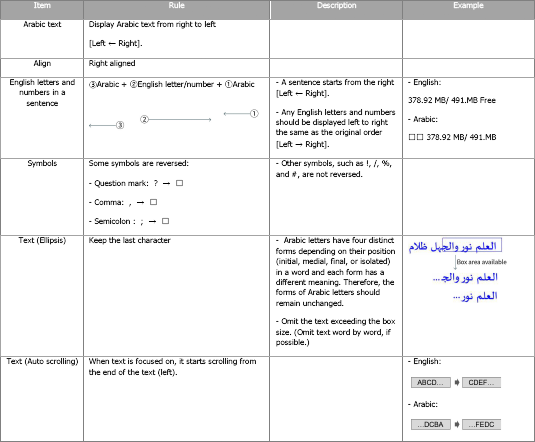 Item Rule Description Example
Arabic text
Display Arabic text from right to left
[Left ← Right].
Align
Right aligned
English letters and
numbers in a
sentence
③Arabic + ②English letter/number + ①Arabic
①
②
③
- A sentence starts from the right
[Left ← Right].
- Any English letters and numbers
should be displayed left to right
the same as the original order
[Left → Right].
- English:
378.92 MB/ 491.MB Free
- Arabic:
□□ 378.92 MB/ 491.MB
Symbols
Some symbols are reversed:
- Question mark: ? → □
- Comma: , → □
- Semicolon : ; → □
- Other symbols, such as !, /, %,
and #, are not reversed.
Text (Ellipsis)
Keep the last character
- Arabic letters have four distinct
forms depending on their position
(initial, medial, final, or isolated)
in a word and each form has a
different meaning. Therefore, the
forms of Arabic letters should
remain unchanged.
- Omit the text exceeding the box
size. (Omit text word by word, if
possible.)
العلم نور والجهل ظلام
Box area available
العلم نور والجـ...
العلم نور...
Text (Auto scrolling)
When text is focused on, it starts scrolling from
the end of the text (left).
- English:
ABCD... ➡ CDEF...
- Arabic:
...DCBA ➡ ...FEDC